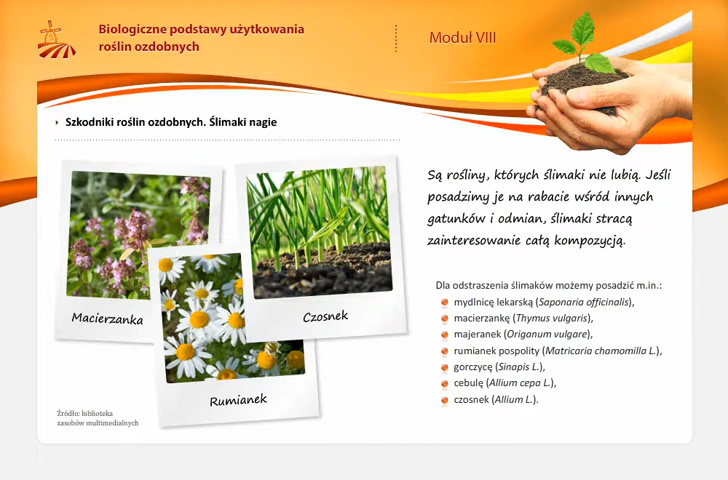 Biologiczne podstawy użytkowania
roślin ozdobnych
Moduł VIII
Szkodniki roślin ozdobnych. Ślimaki nagie
Macierzanka
Czosnek
Rumianek
Źródło: biblioteka
zasobów multimedialnych
Są rośliny, których ślimaki nie lubią. Jeśli
posadzimy je na rabacie wśród innych
gatunków i odmian, ślimaki stracą
zainteresowanie całą kompozycją.
Dla odstraszenia ślimaków możemy posadzić m.in.:
mydlnicę lekarską (Saponaria officinalis),
macierzankę (Thymus vulgaris),
majeranek (Origanum vulgare),
rumianek pospolity (Matricaria chamomilla L.),
gorczycę (Sinapis L.),
cebulę (Allium cepa L.),
czosnek (Allium L.).